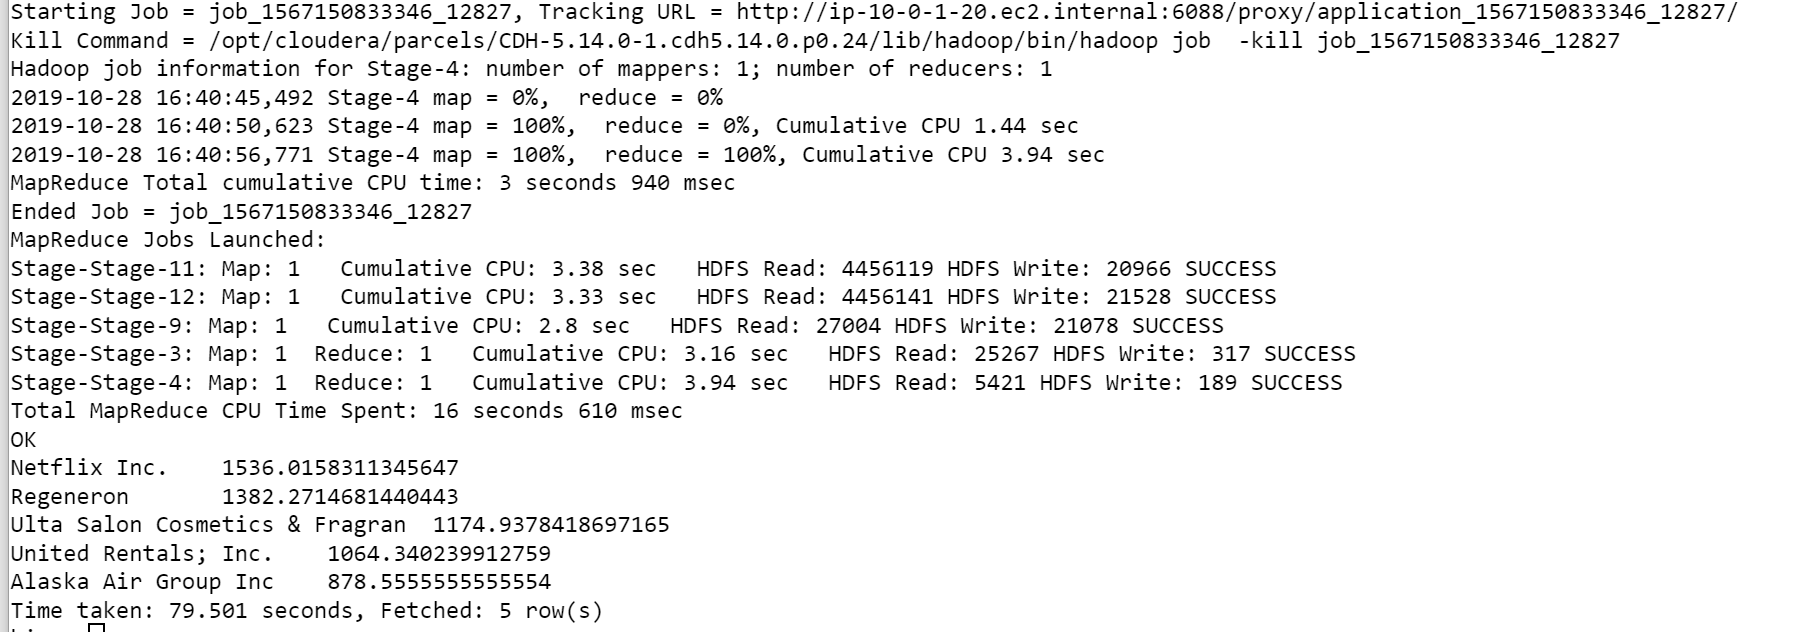 Starting Job = job_1567150833346_12827, Tracking URL = http://ip-10-0-1-20.ec2.internal:6088/proxy/application_1567150833346_12827/
Kill Command = /opt/cloudera/parcels/CDH-5.14.0-1.cdh5.14.0.p0.24/lib/hadoop/bin/hadoop job  -kill job_1567150833346_12827
Hadoop job information for Stage-4: number of mappers: 1; number of reducers: 1
2019-10-28 16:40:45,492 Stage-4 map = 0%,  reduce = 0%
2019-10-28 16:40:50,623 Stage-4 map = 100%,  reduce = 0%, Cumulative CPU 1.44 sec
2019-10-28 16:40:56,771 Stage-4 map = 100%,  reduce = 100%, Cumulative CPU 3.94 sec
MapReduce Total cumulative CPU time: 3 seconds 940 msec
Ended Job = job_1567150833346_12827
MapReduce Jobs Launched:
Stage-Stage-11: Map: 1   Cumulative CPU: 3.38 sec   HDFS Read: 4456119 HDFS Write: 20966 SUCCESS
Stage-Stage-12: Map: 1   Cumulative CPU: 3.33 sec   HDFS Read: 4456141 HDFS Write: 21528 SUCCESS
Stage-Stage-9: Map: 1   Cumulative CPU: 2.8 sec   HDFS Read: 27004 HDFS Write: 21078 SUCCESS
Stage-Stage-3: Map: 1  Reduce: 1   Cumulative CPU: 3.16 sec   HDFS Read: 25267 HDFS Write: 317 SUCCESS
Stage-Stage-4: Map: 1  Reduce: 1   Cumulative CPU: 3.94 sec   HDFS Read: 5421 HDFS Write: 189 SUCCESS
Total MapReduce CPU Time Spent: 16 seconds 610 msec
OK
Netflix Inc.    1536.0158311345647
Regeneron       1382.2714681440443
Ulta Salon Cosmetics & Fragran  1174.9378418697165
United Rentals; Inc.    1064.340239912759
Alaska Air Group Inc    878.5555555555554
Time taken: 79.501 seconds, Fetched: 5 row(s)